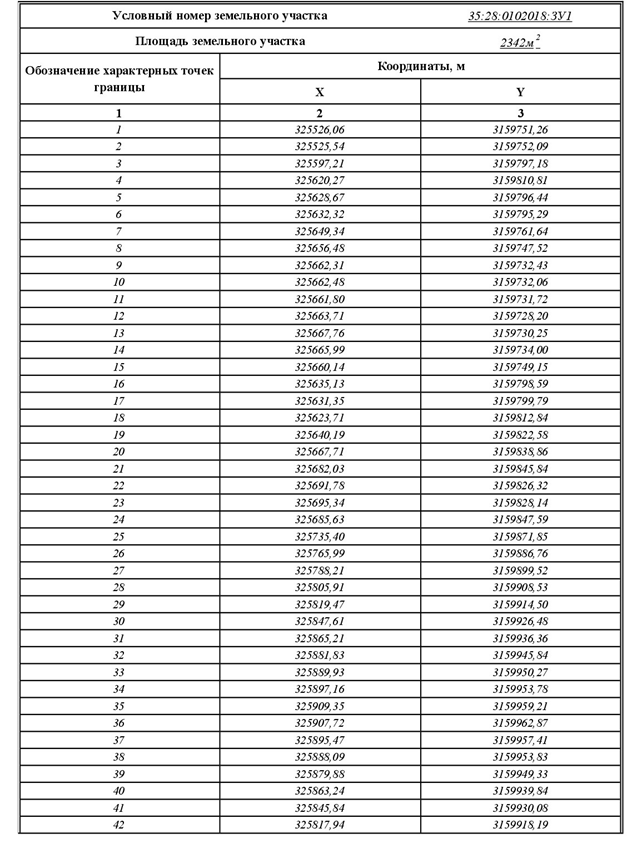 Условный номер земельного участка 35:28:0102018:ЗУ1
Площадь земельного участка 2342м²
Обозначение характерных точек границы Координаты, м
X Y
1 2 3
1 325526,06 3159751,26
2 325525,54 3159752,09
3 325597,21 3159797,18
4 325620,27 3159810,81
5 325628,67 3159796,44
6 325632,32 3159795,29
7 325649,34 3159761,64
8 325656,48 3159747,52
9 325662,31 3159732,43
10 325662,48 3159732,06
11 325661,80 3159731,72
12 325663,71 3159728,20
13 325667,76 3159730,25
14 325665,99 3159734,00
15 325660,14 3159749,15
16 325635,13 3159798,59
17 325631,35 3159799,79
18 325623,71 3159812,84
19 325640,19 3159822,58
20 325667,71 3159838,86
21 325682,03 3159845,84
22 325691,78 3159826,32
23 325695,34 3159828,14
24 325685,63 3159847,59
25 325735,40 3159871,85
26 325765,99 3159886,76
27 325788,21 3159899,52
28 325805,91 3159908,53
29 325819,47 3159914,50
30 325847,61 3159926,48
31 325865,21 3159936,36
32 325881,83 3159945,84
33 325889,93 3159950,27
34 325897,16 3159953,78
35 325909,35 3159959,21
36 325907,72 3159962,87
37 325895,47 3159957,41
38 325888,09 3159953,83
39 325879,88 3159949,33
40 325863,24 3159939,84
41 325845,84 3159930,08
42 325817,94 3159918,19